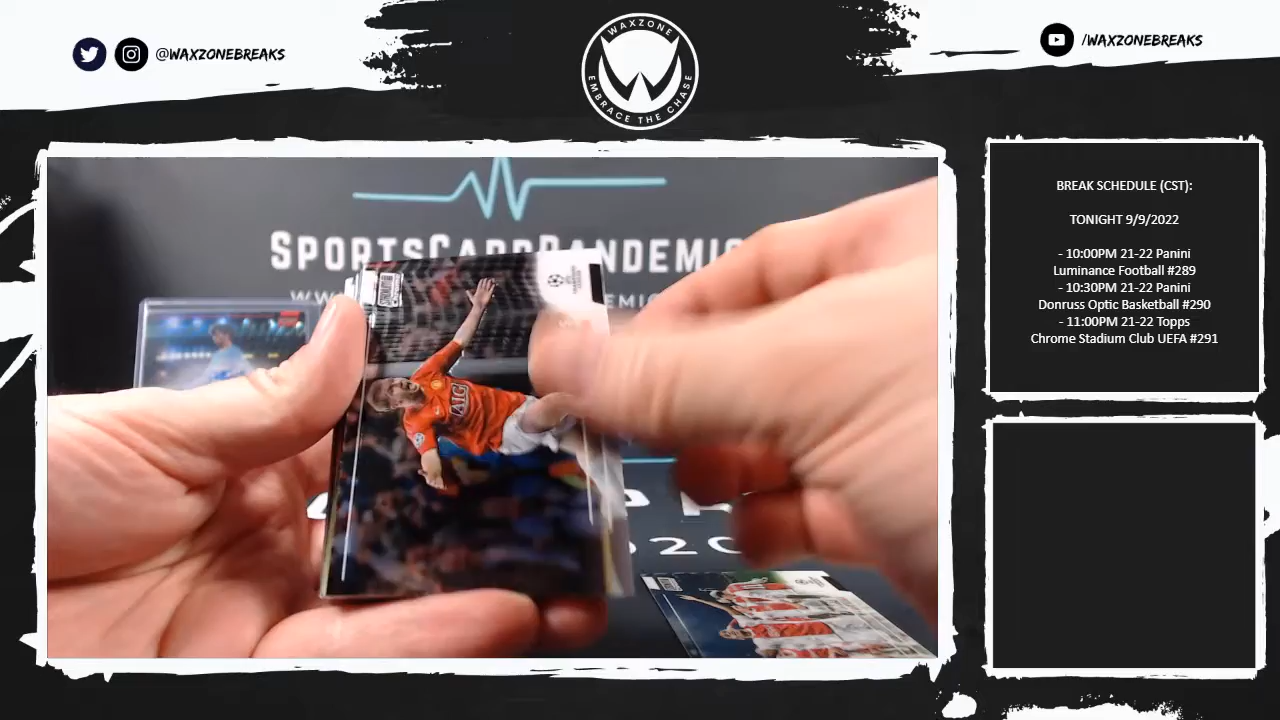 @WAXZONEBREAKS
WAXZONE
EMBRACE THE CHASE
/WAXZONEBREAKS
BREAK SCHEDULE (CST):
TONIGHT 9/9/2022
- 10:00PM 21-22 Panini
Luminance Football #289
- 10:30PM 21-22 Panini
Donruss Optic Basketball #290
- 11:00PM 21-22 Topps
Chrome Stadium Club UEFA #291
SPORTSCARDPANDEMIC
AIG